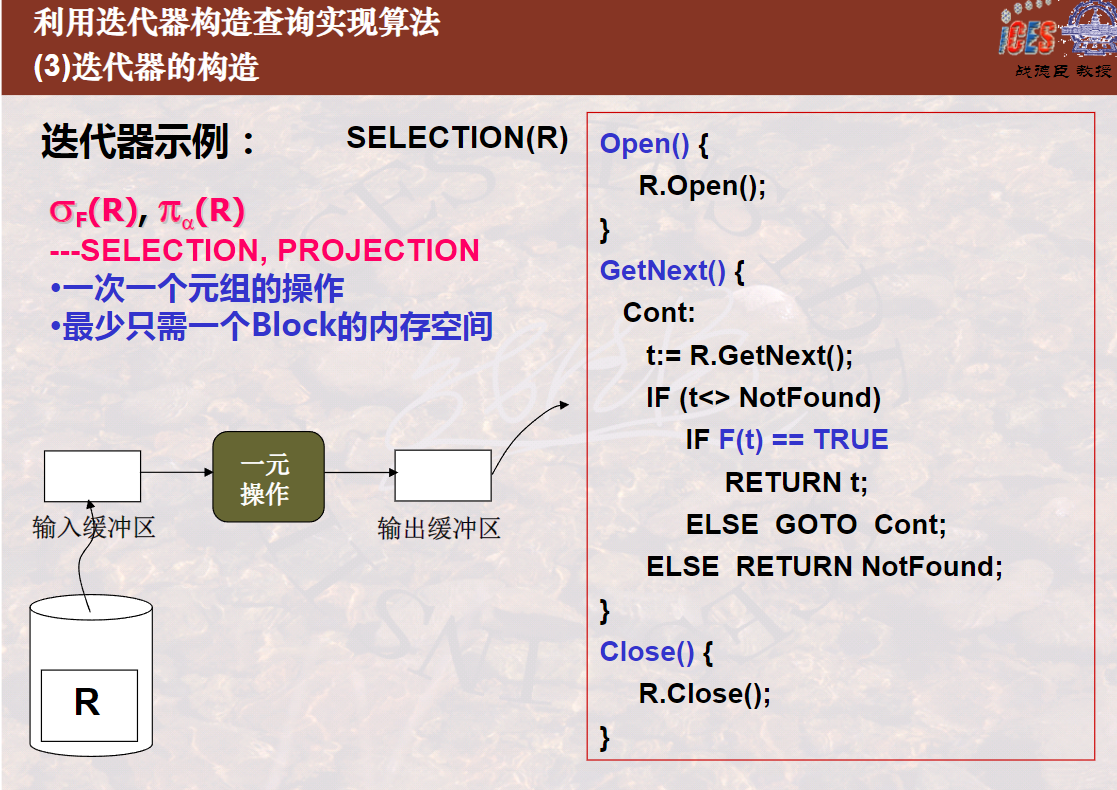 利用迭代器构造查询实现算法
(3)迭代器的构造
iCES
战德臣 教授
迭代器示例：
SELECTION(R)
σF(R), πα(R)
---SELECTION, PROJECTION
•一次一个元组的操作
•最少只需一个Block的内存空间
输入缓冲区
一元
操作
输出缓冲区
R
Open() {
R.Open();
}
GetNext() {
Cont:
t:= R.GetNext();
IF (t<> NotFound)
IF F(t) == TRUE
RETURN t;
ELSE GOTO Cont;
ELSE RETURN NotFound;
}
Close() {
R.Close();
}